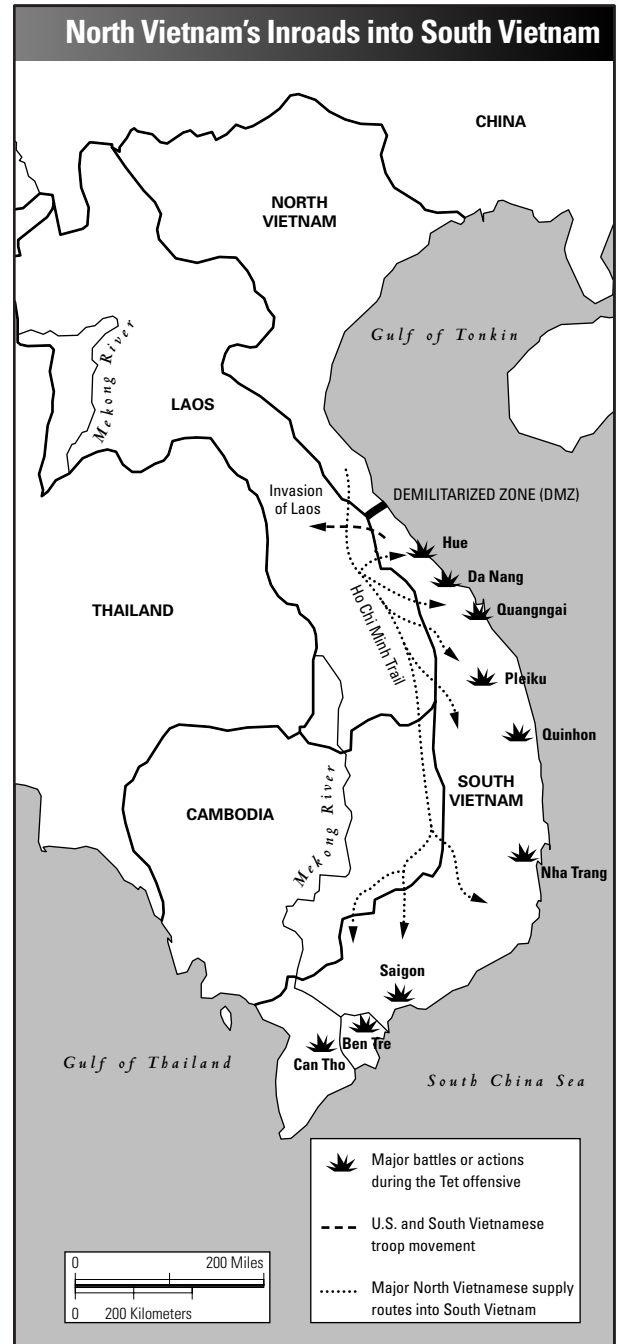 North Vietnam's Inroads into South Vietnam
CHINA
NORTH
VIETNAM
Gulf of Tonkin
Mekong River
LAOS
Invasion
of Laos
DEMILITARIZED ZONE (DMZ)
Hue
Da Nang
THAILAND
Quangngai
Ho Chi Minh Trail
Pleiku
Quinhon
SOUTH
VIETNAM
CAMBODIA
Mekong River
Nha Trang
Saigon
Ben Tre
Can Tho
Gulf of Thailand
South China Sea
Major battles or actions
during the Tet offensive
U.S. and South Vietnamese
troop movement
Major North Vietnamese supply
routes into South Vietnam
0 200 Miles
0 200 Kilometers